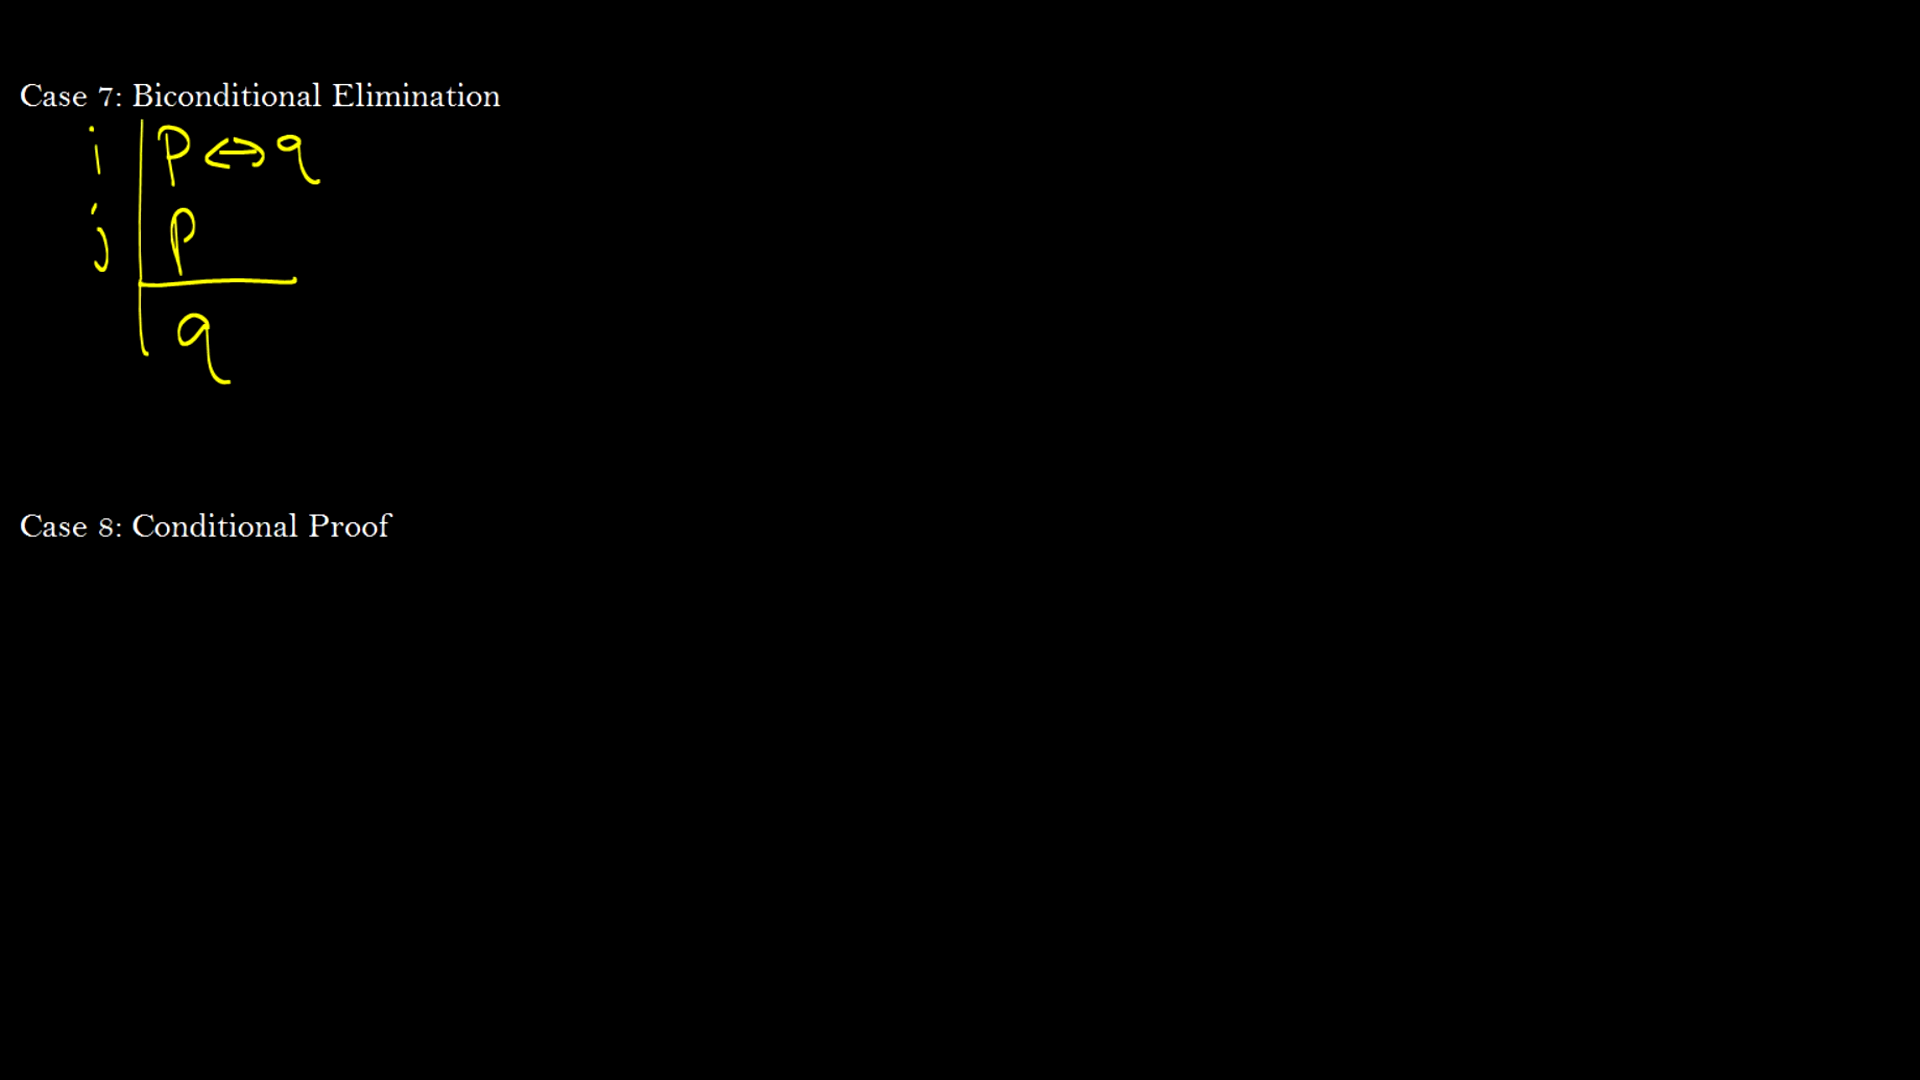 Case 7: Biconditional Elimination
i | p ⇔ q
j | p
| q
Case 8: Conditional Proof